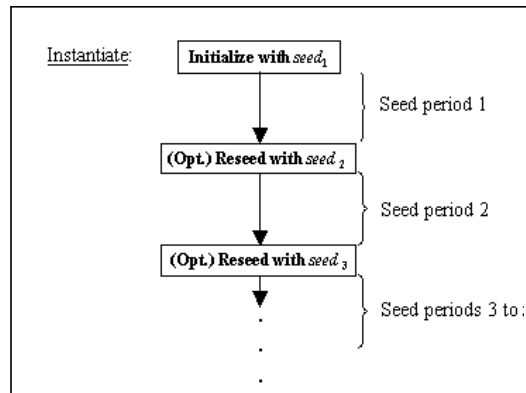 Instantiate:
Initialize with seed1
Seed period 1
(Opt.) Reseed with seed2
Seed period 2
(Opt.) Reseed with seed3
Seed periods 3 to